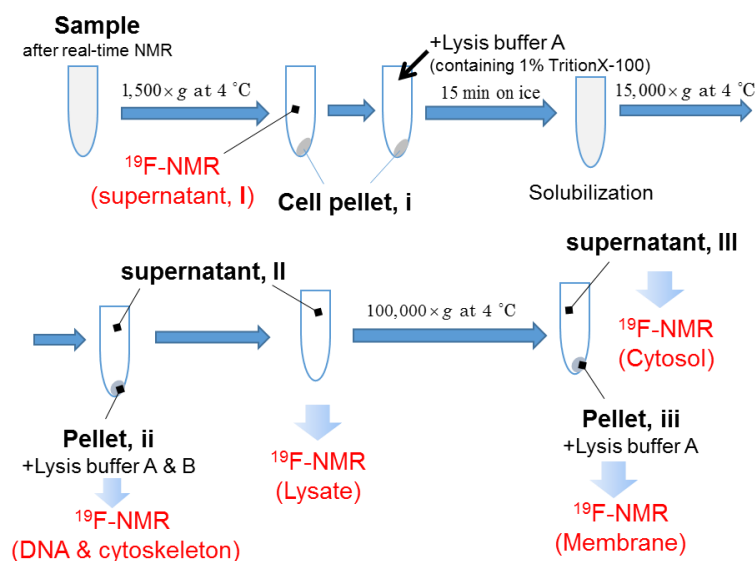 Sample
after real-time NMR
1,500×g at 4 ˚C
+Lysis buffer A
(containing 1% TritionX-100)
15 min on ice
15,000×g at 4 ˚C
¹⁹F-NMR
(supernatant, I)
Cell pellet, i
Solubilization
supernatant, II
supernatant, III
100,000×g at 4 ˚C
¹⁹F-NMR
(Cytosol)
Pellet, ii
+Lysis buffer A & B
¹⁹F-NMR
(DNA & cytoskeleton)
¹⁹F-NMR
(Lysate)
Pellet, iii
+Lysis buffer A
¹⁹F-NMR
(Membrane)